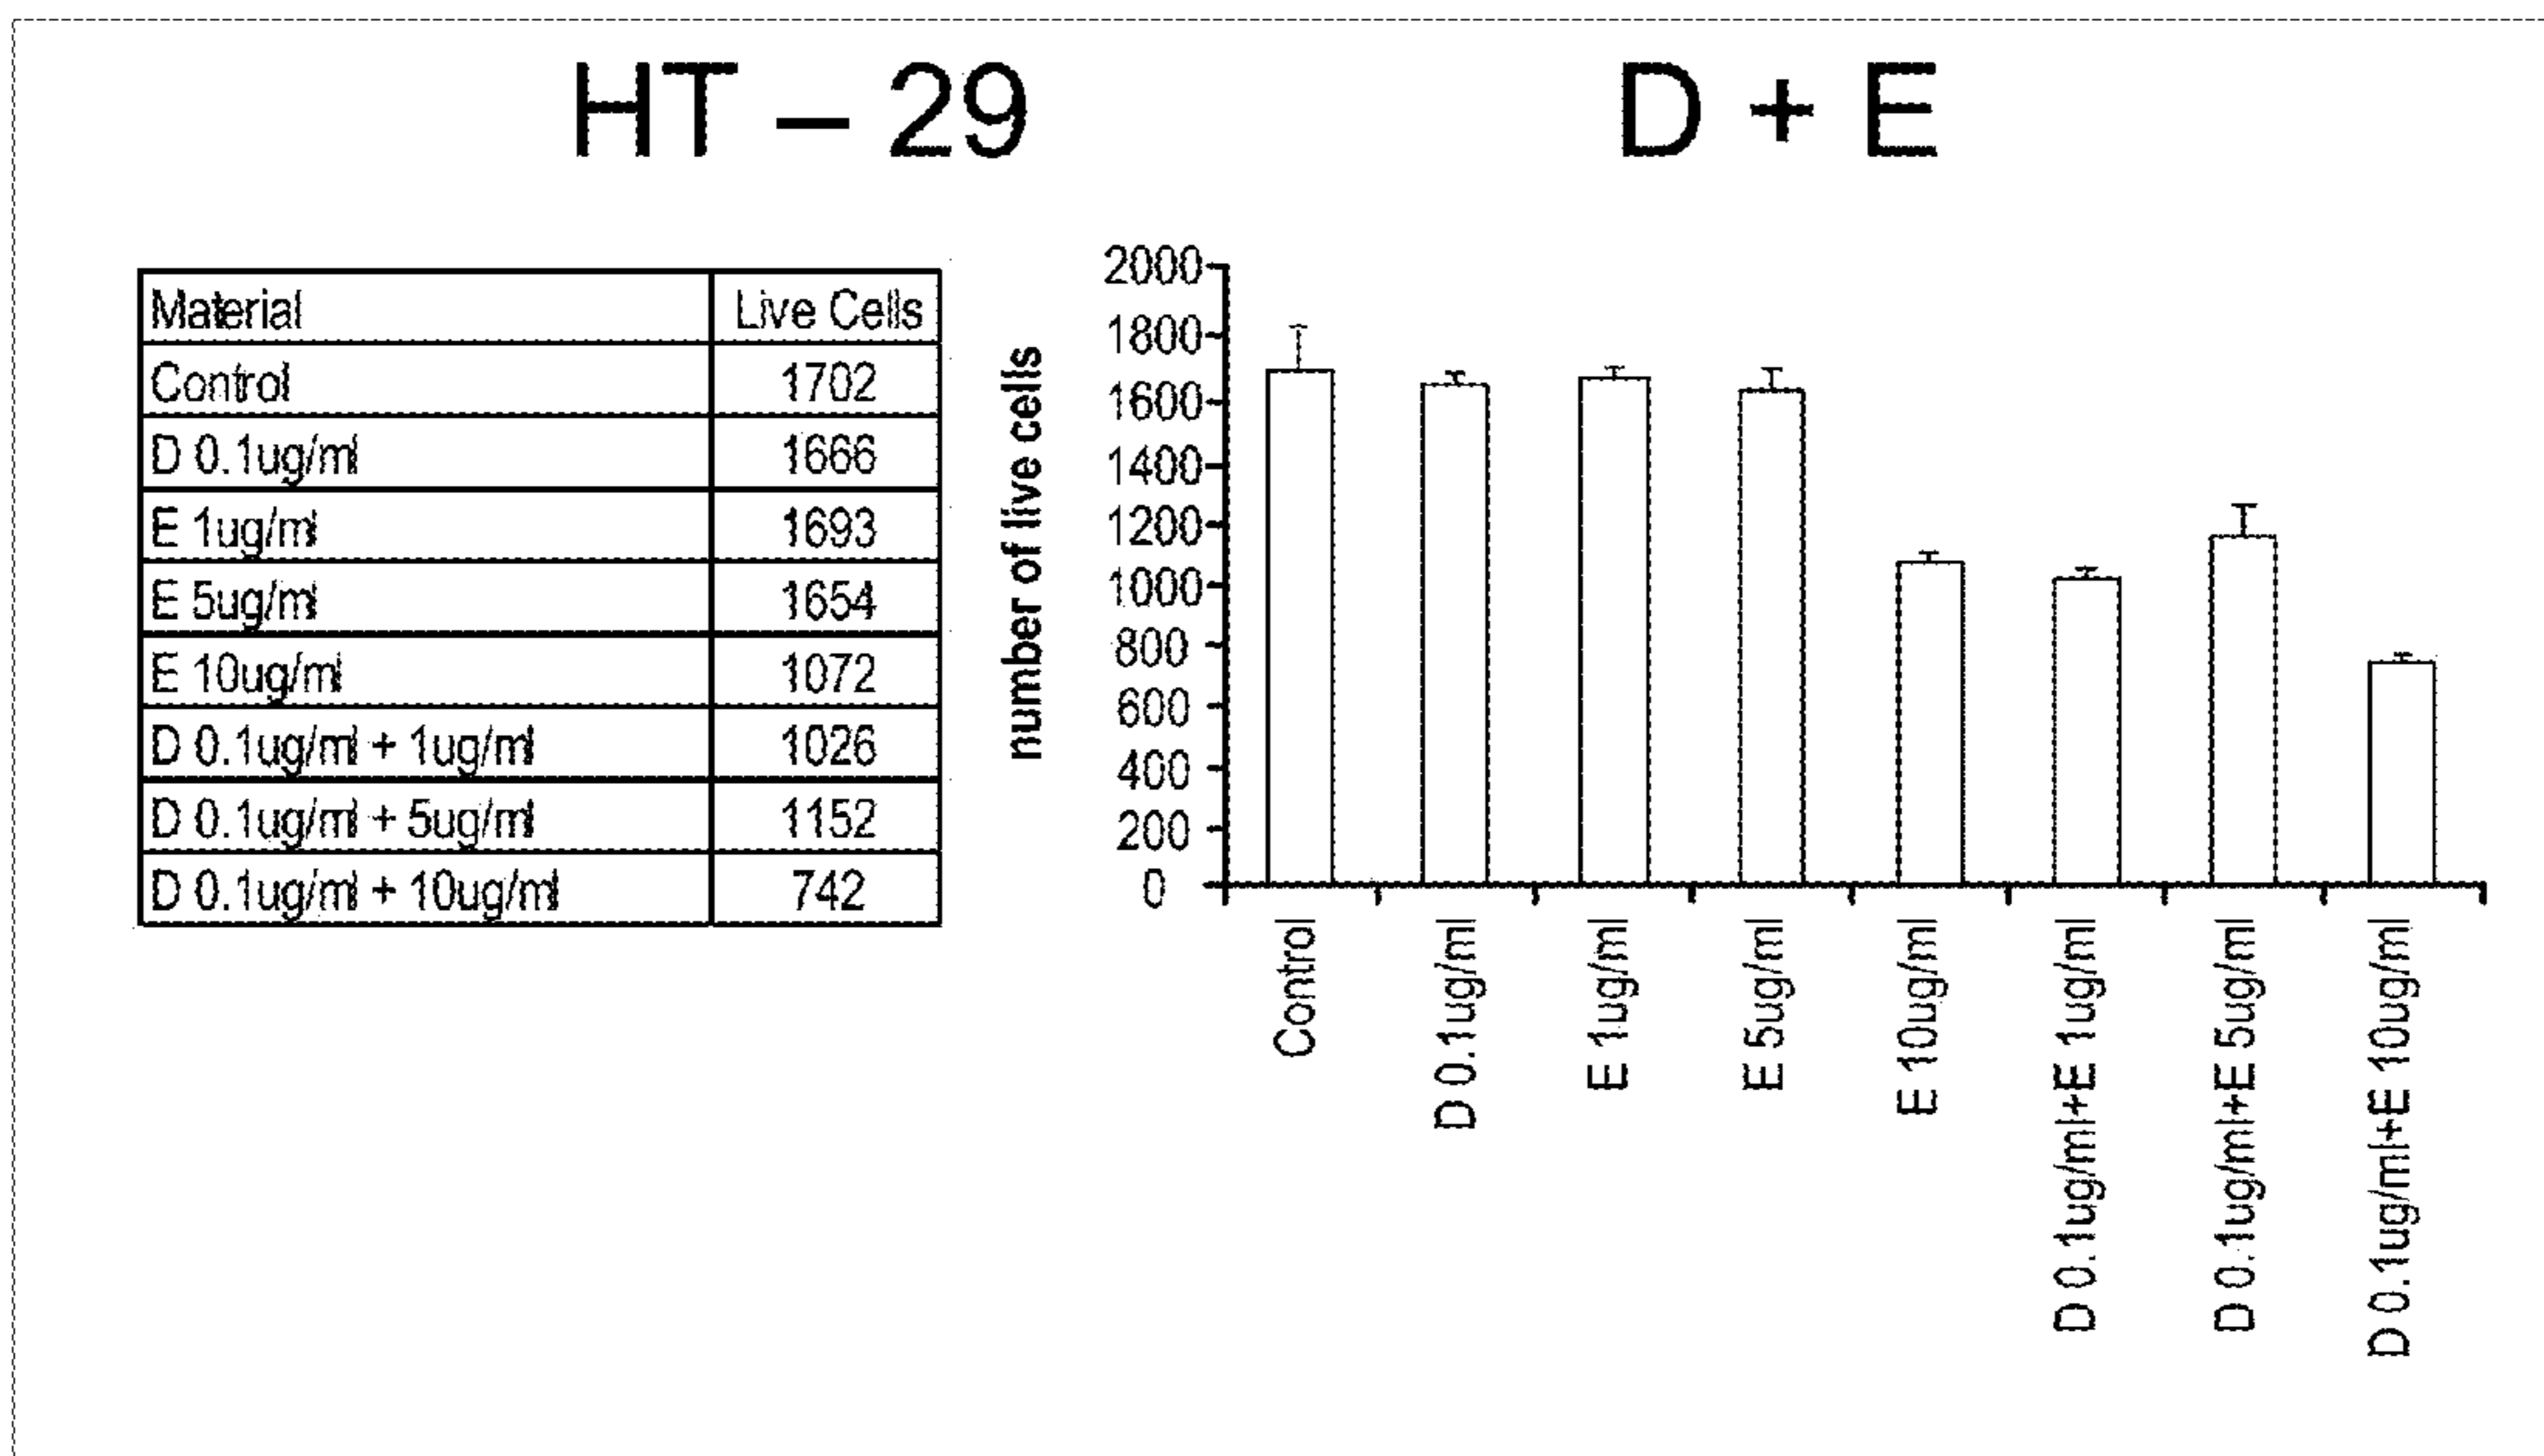 HT – 29
D + E
Material Live Cells
Control 1702
D 0.1ug/ml 1666
E 1ug/ml 1693
E 5ug/ml 1654
E 10ug/ml 1072
D 0.1ug/ml + 1ug/ml 1026
D 0.1ug/ml + 5ug/ml 1152
D 0.1ug/ml + 10ug/ml 742
number of live cells
2000
1800
1600
1400
1200
1000
800
600
400
200
0
Control
D 0.1ug/ml
E 1ug/ml
E 5ug/ml
E 10ug/ml
D 0.1ug/ml+E 1ug/ml
D 0.1ug/ml+E 5ug/ml
D 0.1ug/ml+E 10ug/ml